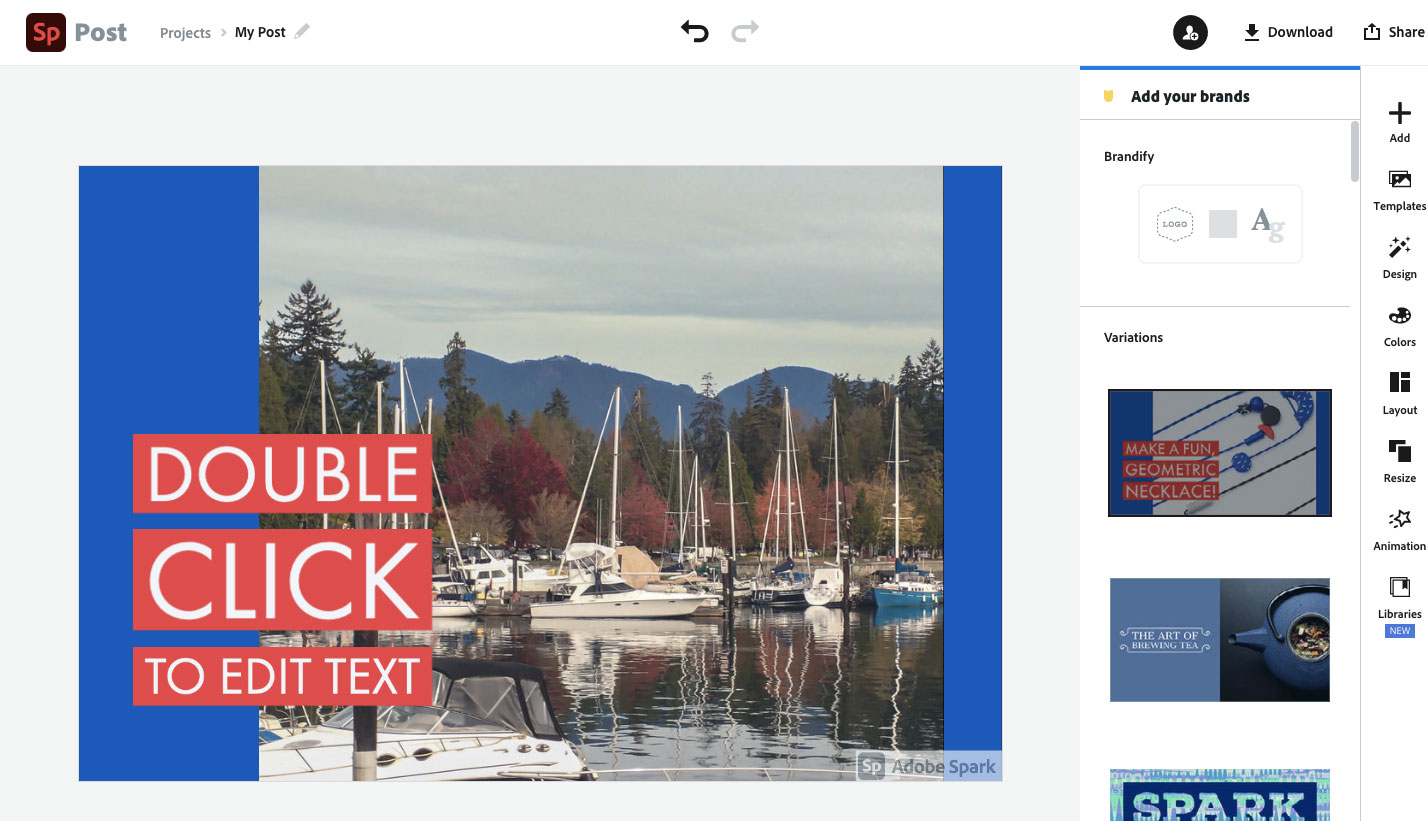 Sp Post
Projects > My Post
Download
Share
Add your brands
Brandify
LOGO
Ag
Variations
MAKE A FUN,
GEOMETRIC
NECKLACE!
THE ART OF
BREWING TEA
SPARK
DOUBLE
CLICK
TO EDIT TEXT
Sp Adobe Spark
Add
Templates
Design
Colors
Layout
Resize
Animation
Libraries
NEW